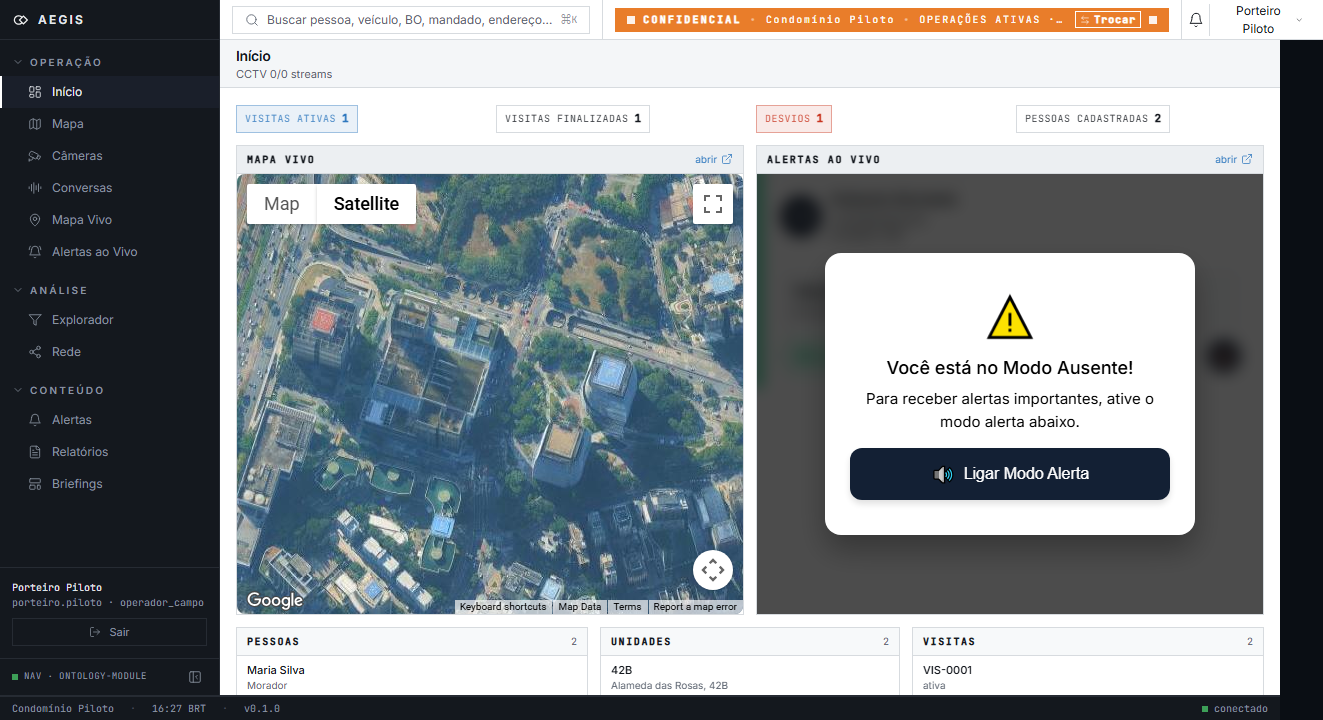 AEGIS
Buscar pessoa, veículo, BO, mandado, endereço... ⌘K
CONFIDENCIAL · Condomínio Piloto · OPERAÇÕES ATIVAS ·… Trocar
Porteiro
Piloto
OPERAÇÃO
Início
Mapa
Câmeras
Conversas
Mapa Vivo
Alertas ao Vivo
ANÁLISE
Explorador
Rede
CONTEÚDO
Alertas
Relatórios
Briefings
Porteiro Piloto
porteiro.piloto · operador_campo
Sair
NAV · ONTOLOGY-MODULE
Início
CCTV 0/0 streams
VISITAS ATIVAS 1
VISITAS FINALIZADAS 1
DESVIOS 1
PESSOAS CADASTRADAS 2
MAPA VIVO abrir
Map Satellite
Google
Keyboard shortcuts Map Data Terms Report a map error
ALERTAS AO VIVO abrir
Você está no Modo Ausente!
Para receber alertas importantes, ative o
modo alerta abaixo.
Ligar Modo Alerta
PESSOAS 2
Maria Silva
Morador
UNIDADES 2
42B
Alameda das Rosas, 42B
VISITAS 2
VIS-0001
ativa
Condomínio Piloto · 16:27 BRT · v0.1.0
conectado